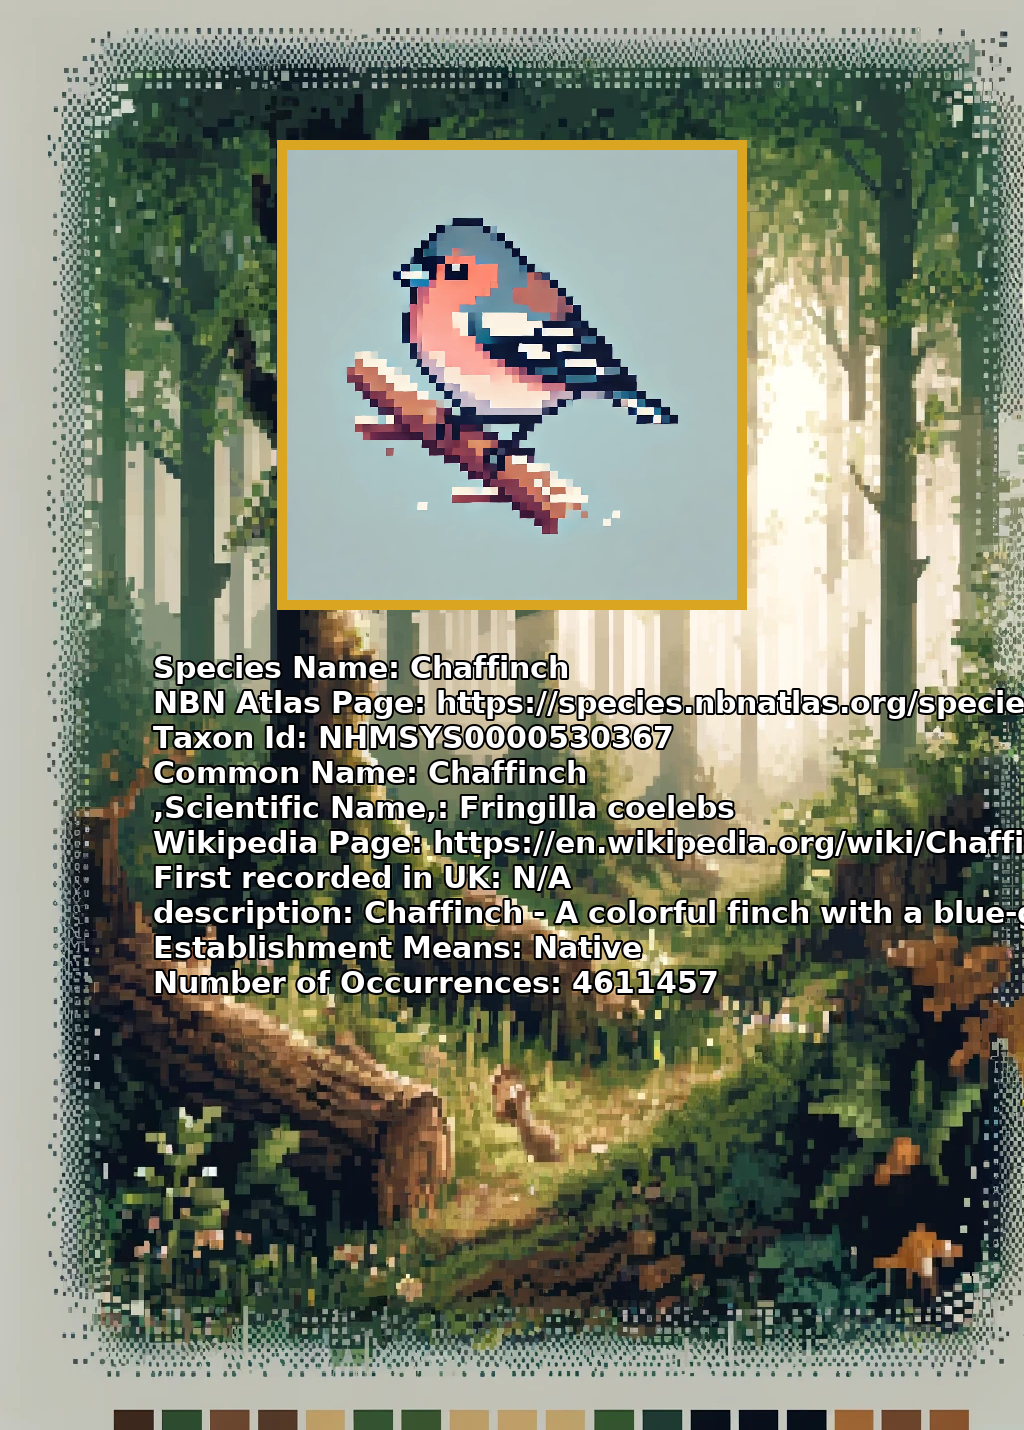 Species Name: Chaffinch
NBN Atlas Page: https://species.nbnatlas.org/specie
Taxon Id: NHMSYS0000530367
Common Name: Chaffinch
,Scientific Name,: Fringilla coelebs
Wikipedia Page: https://en.wikipedia.org/wiki/Chaffi
First recorded in UK: N/A
description: Chaffinch - A colorful finch with a blue-g
Establishment Means: Native
Number of Occurrences: 4611457